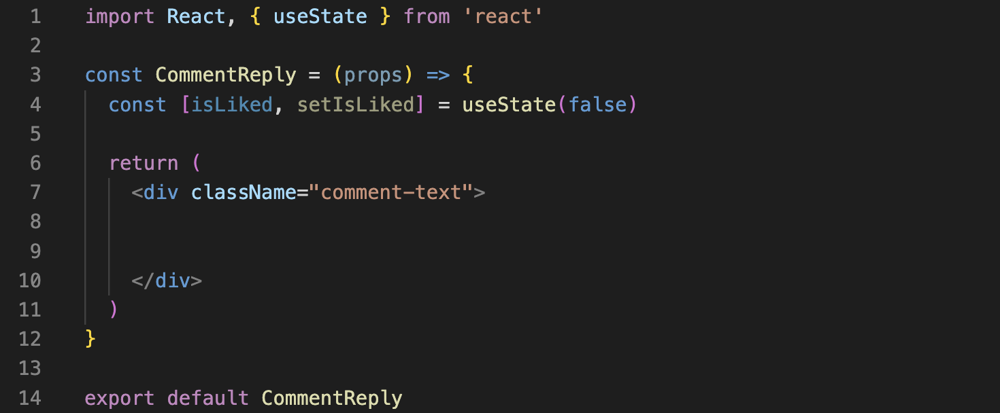 1 import React, { useState } from 'react'
2
3 const CommentReply = (props) => {
4   const [isLiked, setIsLiked] = useState(false)
5
6   return (
7     <div className="comment-text">
8
9
10     </div>
11   )
12 }
13
14 export default CommentReply